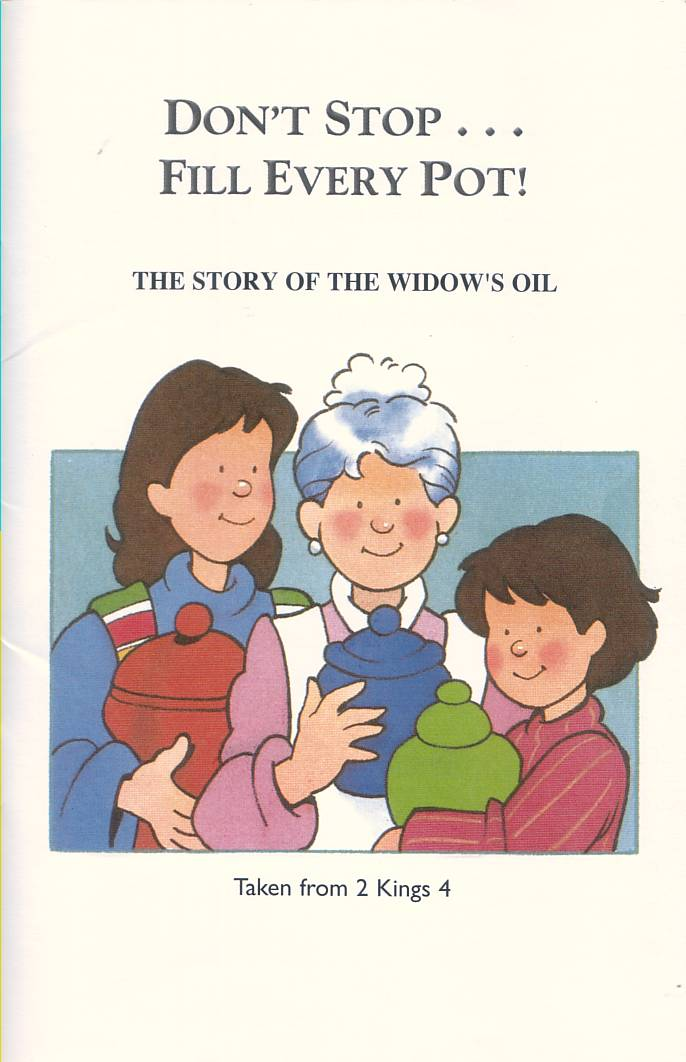 DON'T STOP . . .
FILL EVERY POT!
THE STORY OF THE WIDOW'S OIL
Taken from 2 Kings 4